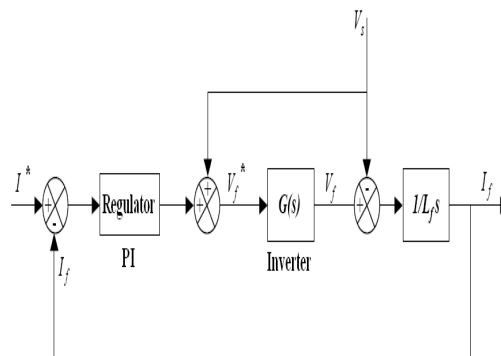 V_s
I^*
+
-
Regulator
PI
+
+
V_f^*
G(s)
Inverter
V_f
-
+
1/L_f s
I_f
I_f